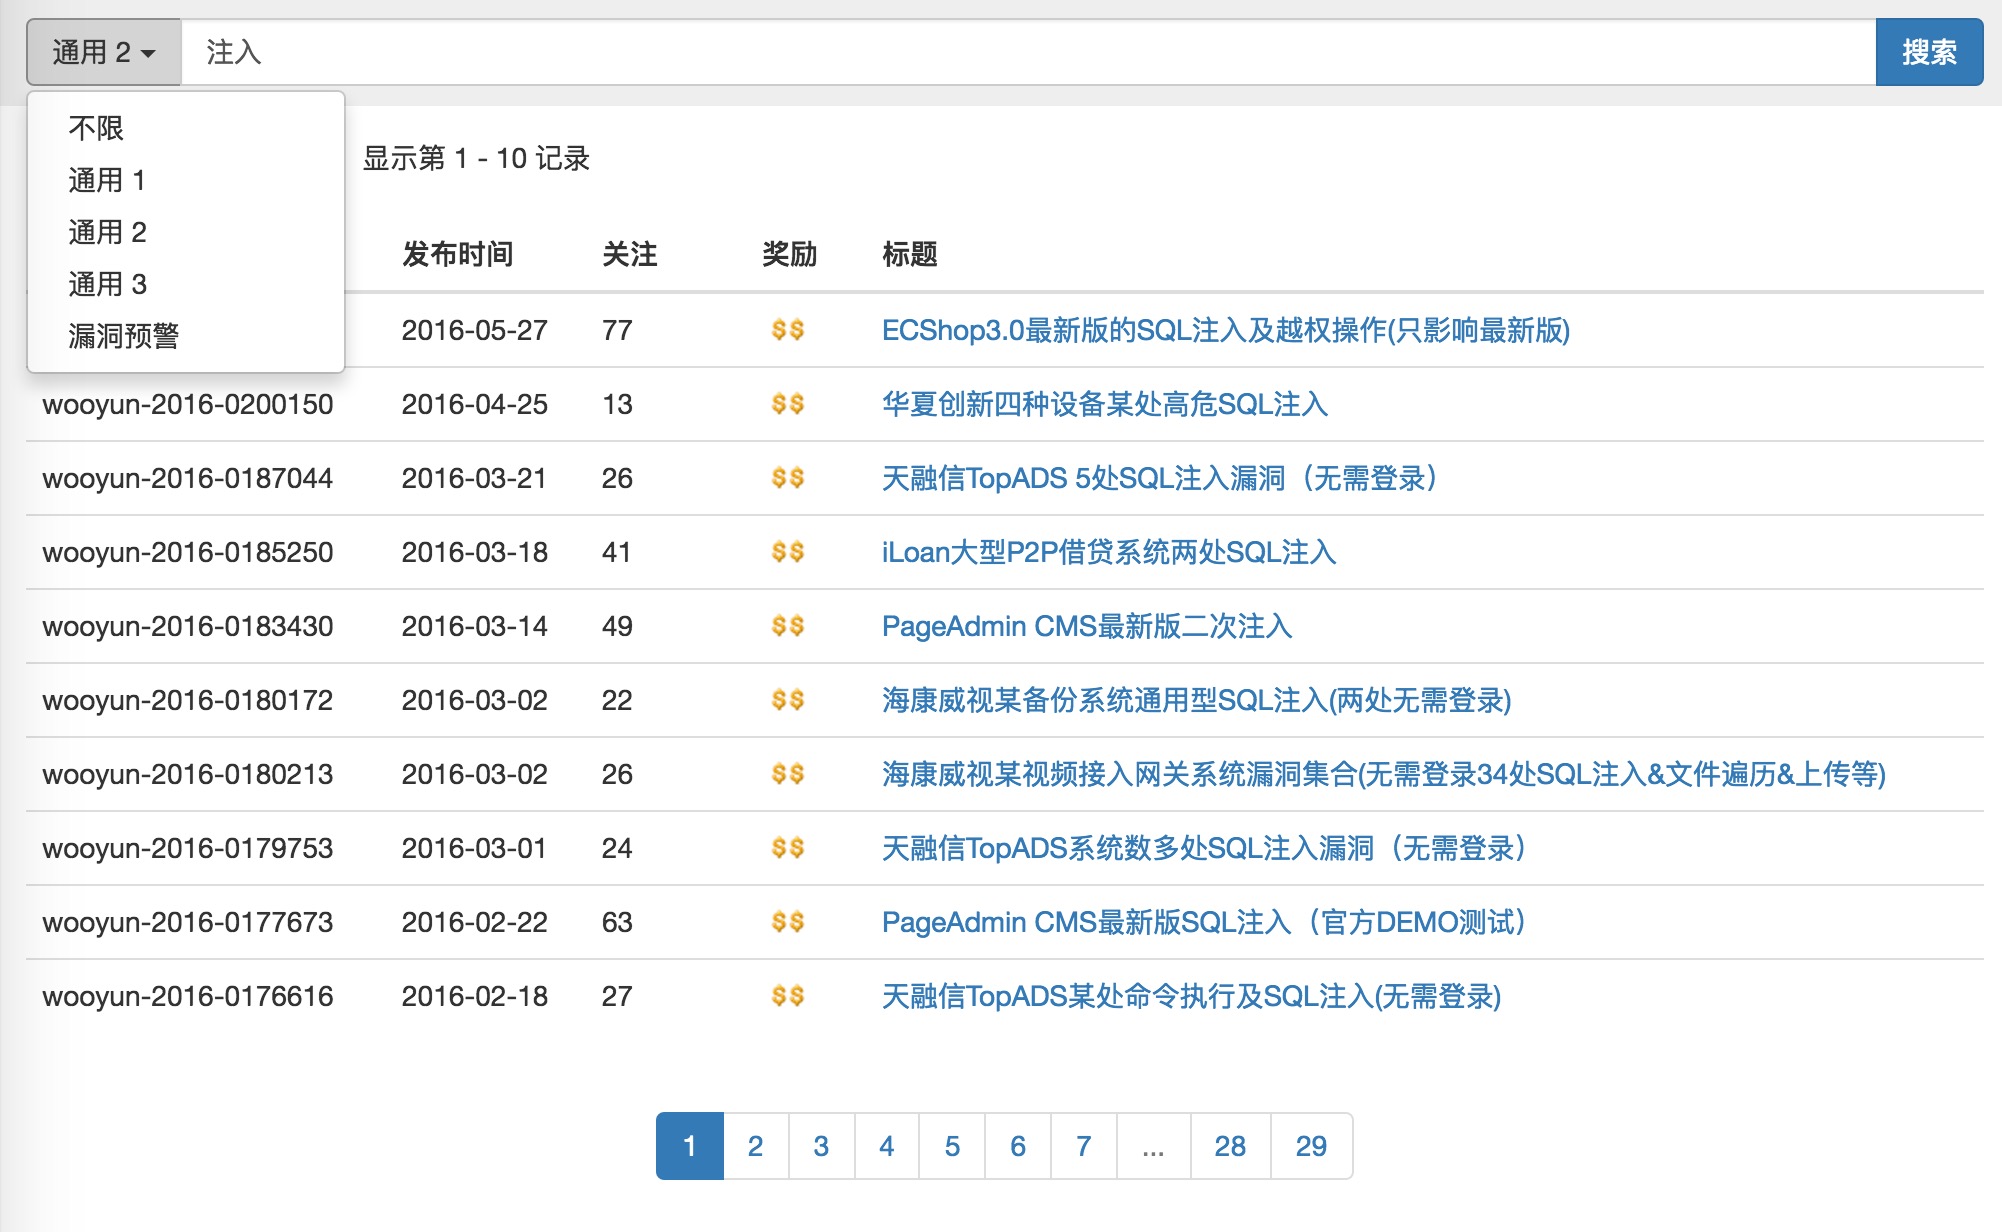 通用 2
注入
搜索
不限
通用 1
通用 2
通用 3
漏洞预警
显示第 1 - 10 记录
发布时间 关注 奖励 标题
2016-05-27 77 $$ ECShop3.0最新版的SQL注入及越权操作(只影响最新版)
wooyun-2016-0200150 2016-04-25 13 $$ 华夏创新四种设备某处高危SQL注入
wooyun-2016-0187044 2016-03-21 26 $$ 天融信TopADS 5处SQL注入漏洞（无需登录）
wooyun-2016-0185250 2016-03-18 41 $$ iLoan大型P2P借贷系统两处SQL注入
wooyun-2016-0183430 2016-03-14 49 $$ PageAdmin CMS最新版二次注入
wooyun-2016-0180172 2016-03-02 22 $$ 海康威视某备份系统通用型SQL注入(两处无需登录)
wooyun-2016-0180213 2016-03-02 26 $$ 海康威视某视频接入网关系统漏洞集合(无需登录34处SQL注入&文件遍历&上传等)
wooyun-2016-0179753 2016-03-01 24 $$ 天融信TopADS系统数多处SQL注入漏洞（无需登录）
wooyun-2016-0177673 2016-02-22 63 $$ PageAdmin CMS最新版SQL注入（官方DEMO测试）
wooyun-2016-0176616 2016-02-18 27 $$ 天融信TopADS某处命令执行及SQL注入(无需登录)
1 2 3 4 5 6 7 ... 28 29